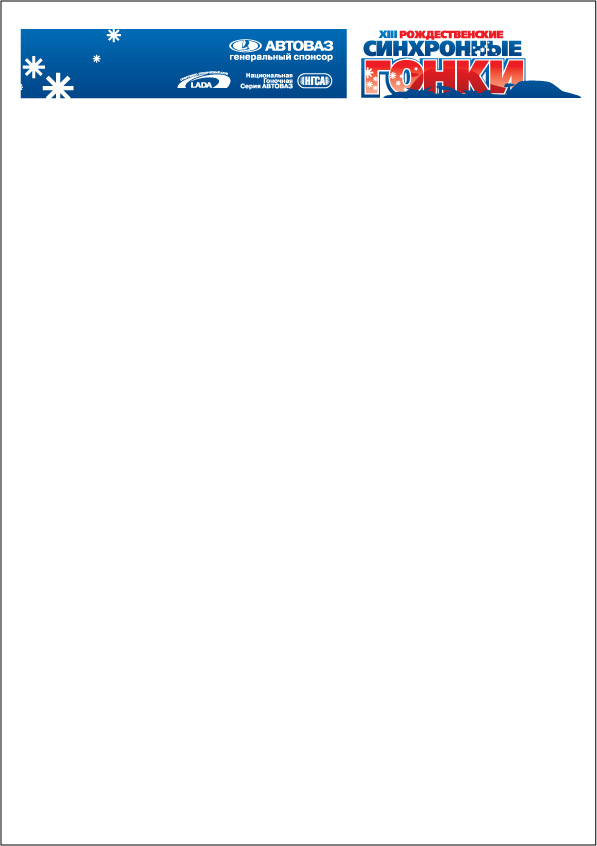 АВТОВАЗ
генеральный спонсор
LADA
Национальная
Гоночная
Серия АВТОВАЗ
НГСА
XIII РОЖДЕСТВЕНСКИЕ
СИНХРОННЫЕ
ГОНКИ